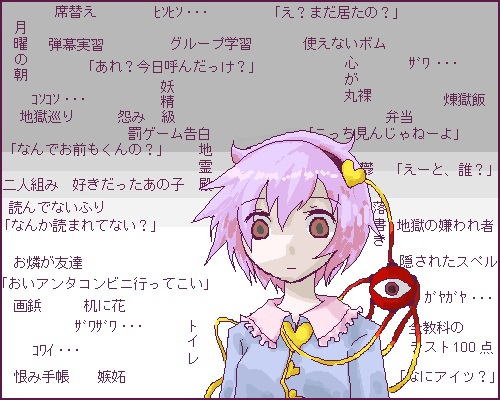 席替え　ﾋｿﾋｿ・・・　「え？まだ居たの？」
月曜の朝
弾幕実習　グループ学習　使えないボム
「あれ？今日呼んだっけ？」
心が丸裸
ｻﾞﾜ・・・
妖精級
ｺｿｺｿ・・・
煉獄飯
地獄巡り　怨み　弁当
罰ゲーム告白　「こっち見んじゃねーよ」
「なんでお前もくんの？」
地霊殿
鬱
「えーと、誰？」
二人組み　好きだったあの子
読んでないふり
落書き
「なんか読まれてない？」
地獄の嫌われ者
お燐が友達
隠されたスペル
「おいアンタコンビニ行ってこい」
画鋲　机に花
ｶﾞﾔｶﾞﾔ・・・
ｻﾞﾜｻﾞﾜ・・・
トイレ
全教科の
テスト100点
ｺﾜｲ・・・
恨み手帳　嫉妬
「なにアイツ？」